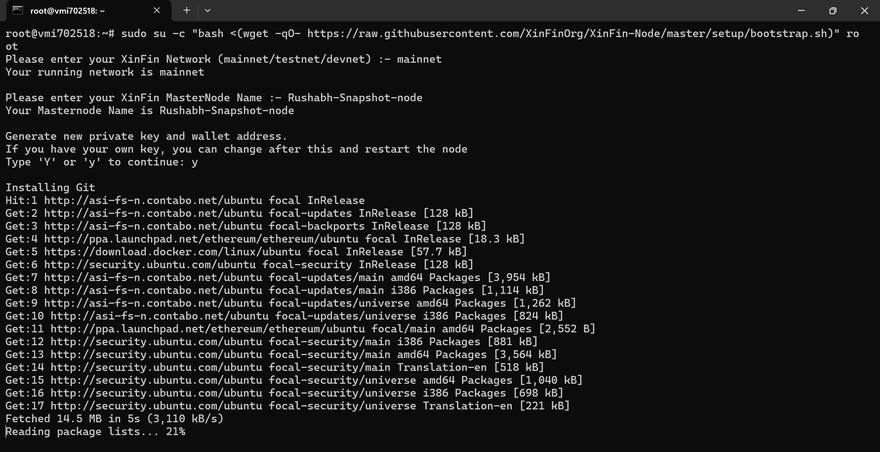 root@vmi702518: ~
root@vmi702518:~# sudo su -c "bash <(wget -qO- https://raw.githubusercontent.com/XinFinOrg/XinFin-Node/master/setup/bootstrap.sh)" ro
ot
Please enter your XinFin Network (mainnet/testnet/devnet) :- mainnet
Your running network is mainnet
Please enter your XinFin MasterNode Name :- Rushabh-Snapshot-node
Your Masternode Name is Rushabh-Snapshot-node
Generate new private key and wallet address.
If you have your own key, you can change after this and restart the node
Type 'Y' or 'y' to continue: y
Installing Git
Hit:1 http://asi-fs-n.contabo.net/ubuntu focal InRelease
Get:2 http://asi-fs-n.contabo.net/ubuntu focal-updates InRelease [128 kB]
Get:3 http://asi-fs-n.contabo.net/ubuntu focal-backports InRelease [128 kB]
Get:4 http://ppa.launchpad.net/ethereum/ethereum/ubuntu focal InRelease [18.3 kB]
Get:5 https://download.docker.com/linux/ubuntu focal InRelease [57.7 kB]
Get:6 http://security.ubuntu.com/ubuntu focal-security InRelease [128 kB]
Get:7 http://asi-fs-n.contabo.net/ubuntu focal-updates/main amd64 Packages [3,954 kB]
Get:8 http://asi-fs-n.contabo.net/ubuntu focal-updates/main i386 Packages [1,114 kB]
Get:9 http://asi-fs-n.contabo.net/ubuntu focal-updates/universe amd64 Packages [1,262 kB]
Get:10 http://asi-fs-n.contabo.net/ubuntu focal-updates/universe i386 Packages [824 kB]
Get:11 http://ppa.launchpad.net/ethereum/ethereum/ubuntu focal/main amd64 Packages [2,552 B]
Get:12 http://security.ubuntu.com/ubuntu focal-security/main i386 Packages [881 kB]
Get:13 http://security.ubuntu.com/ubuntu focal-security/main amd64 Packages [3,564 kB]
Get:14 http://security.ubuntu.com/ubuntu focal-security/main Translation-en [518 kB]
Get:15 http://security.ubuntu.com/ubuntu focal-security/universe amd64 Packages [1,040 kB]
Get:16 http://security.ubuntu.com/ubuntu focal-security/universe i386 Packages [698 kB]
Get:17 http://security.ubuntu.com/ubuntu focal-security/universe Translation-en [221 kB]
Fetched 14.5 MB in 5s (3,110 kB/s)
Reading package lists... 21%